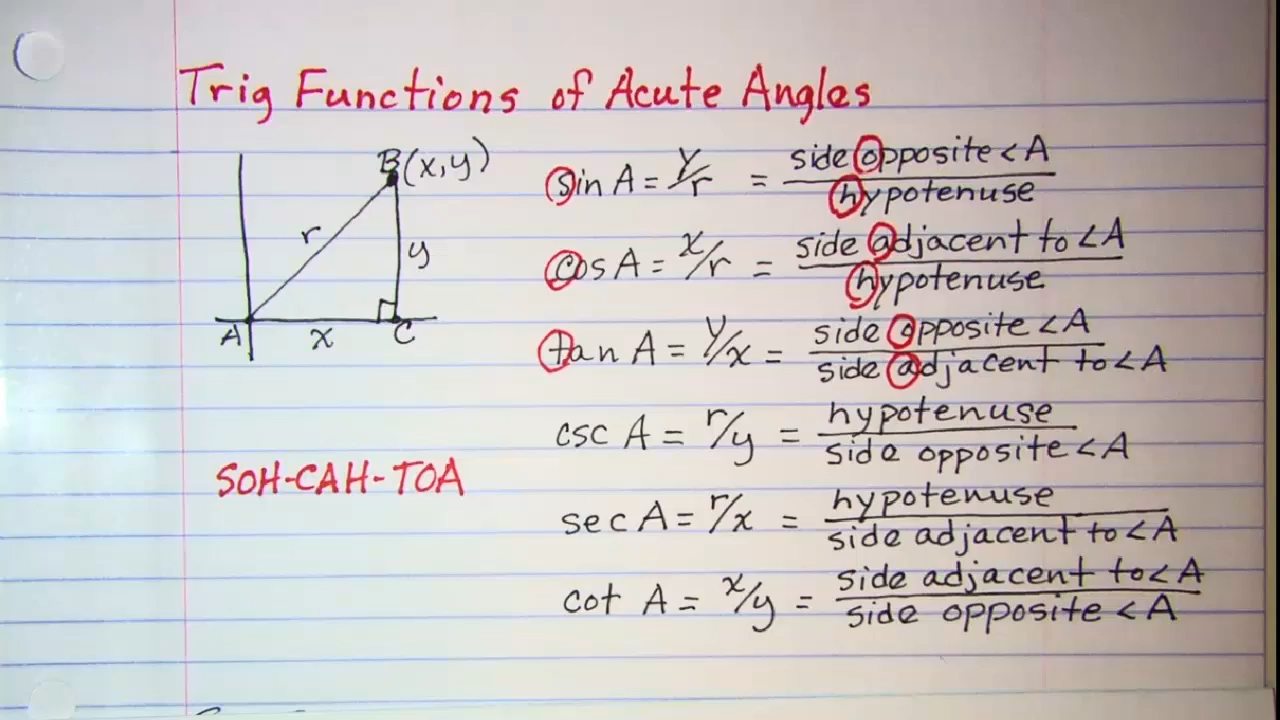 Trig Functions of Acute Angles
B(x,y)
r
y
A
x
C
sin A = y/r = side opposite <A / hypotenuse
cos A = x/r = side adjacent to <A / hypotenuse
tan A = y/x = side opposite <A / side adjacent to <A
csc A = r/y = hypotenuse / side opposite <A
SOH-CAH-TOA
sec A = r/x = hypotenuse / side adjacent to <A
cot A = x/y = side adjacent to <A / side opposite <A